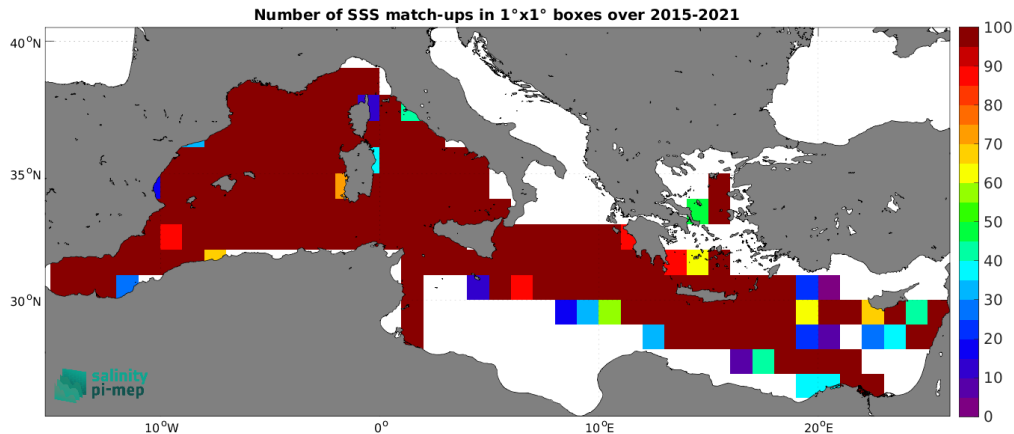 Number of SSS match-ups in 1°x1° boxes over 2015-2021
40°N
35°N
30°N
10°W
0°
10°E
20°E
100
90
80
70
60
50
40
30
20
10
0
salinity
pi-mep